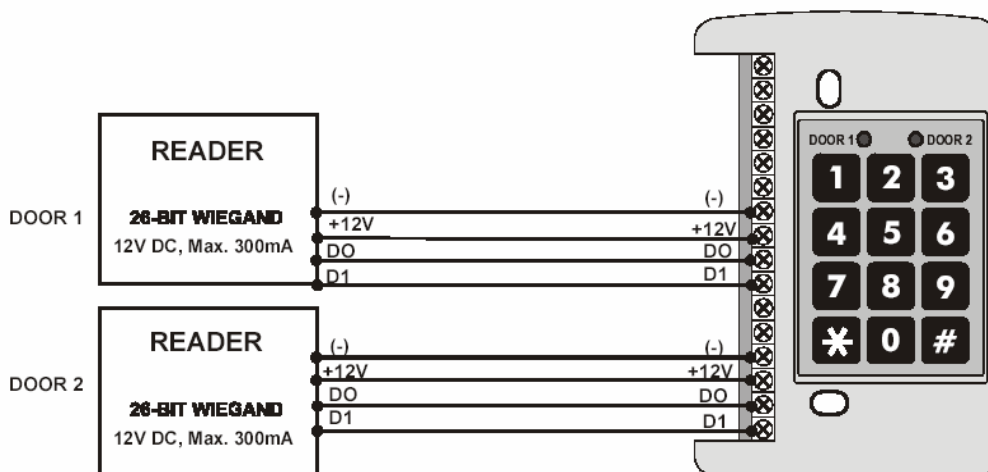 DOOR 1
READER
26-BIT WIEGAND
12V DC, Max. 300mA
(-)
+12V
DO
D1
(-)
+12V
DO
D1
DOOR 2
READER
26-BIT WIEGAND
12V DC, Max. 300mA
(-)
+12V
DO
D1
(-)
+12V
DO
D1
DOOR 1 DOOR 2
1 2 3
4 5 6
7 8 9
* 0 #